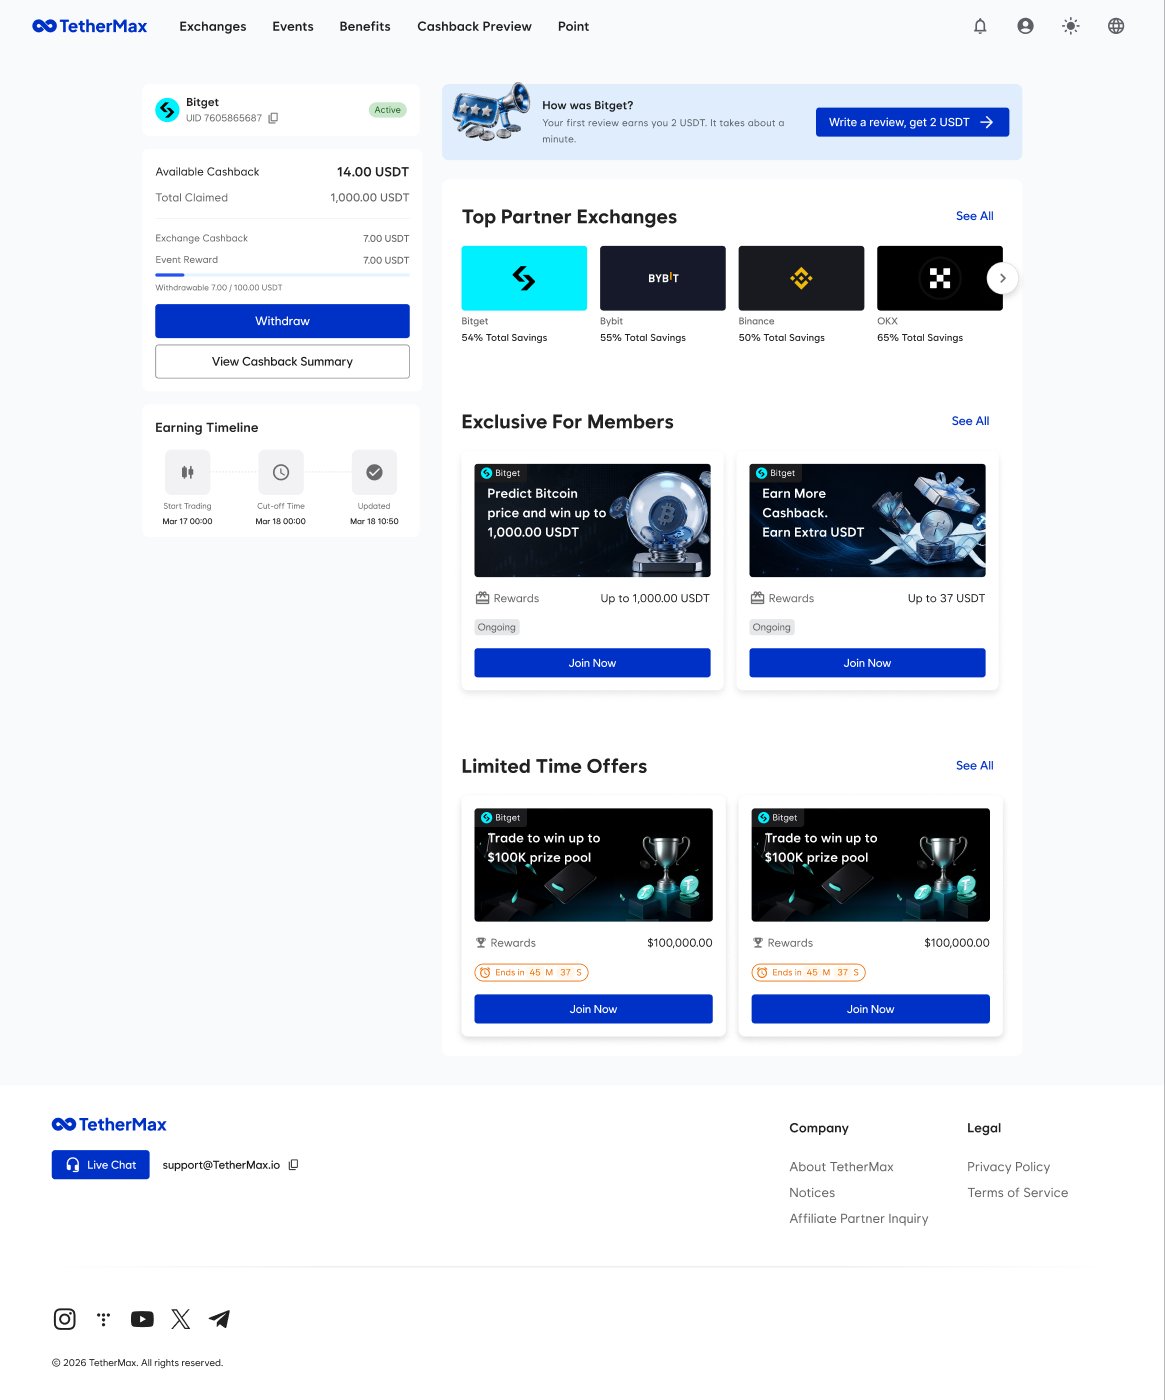 TetherMax
Exchanges
Events
Benefits
Cashback Preview
Point
Bitget
UID 7605865687
Active
Available Cashback
14.00 USDT
Total Claimed
1,000.00 USDT
Exchange Cashback
7.00 USDT
Event Reward
7.00 USDT
Withdrawable 7.00 / 100.00 USDT
Withdraw
View Cashback Summary
Earning Timeline
Start Trading
Mar 17 00:00
Cut-off Time
Mar 18 00:00
Updated
Mar 18 10:50
How was Bitget?
Your first review earns you 2 USDT. It takes about a
minute.
Write a review, get 2 USDT
Top Partner Exchanges
See All
BYBIT
Bitget
54% Total Savings
Bybit
55% Total Savings
Binance
50% Total Savings
OKX
65% Total Savings
Exclusive For Members
See All
Bitget
Predict Bitcoin
price and win up to
1,000.00 USDT
Rewards
Up to 1,000.00 USDT
Ongoing
Join Now
Bitget
Earn More
Cashback.
Earn Extra USDT
Rewards
Up to 37 USDT
Ongoing
Join Now
Limited Time Offers
See All
Bitget
Trade to win up to
$100K prize pool
Rewards
$100,000.00
Ends in 45 M 37 S
Join Now
Bitget
Trade to win up to
$100K prize pool
Rewards
$100,000.00
Ends in 45 M 37 S
Join Now
TetherMax
Live Chat
support@TetherMax.io
Company
About TetherMax
Notices
Affiliate Partner Inquiry
Legal
Privacy Policy
Terms of Service
© 2026 TetherMax. All rights reserved.